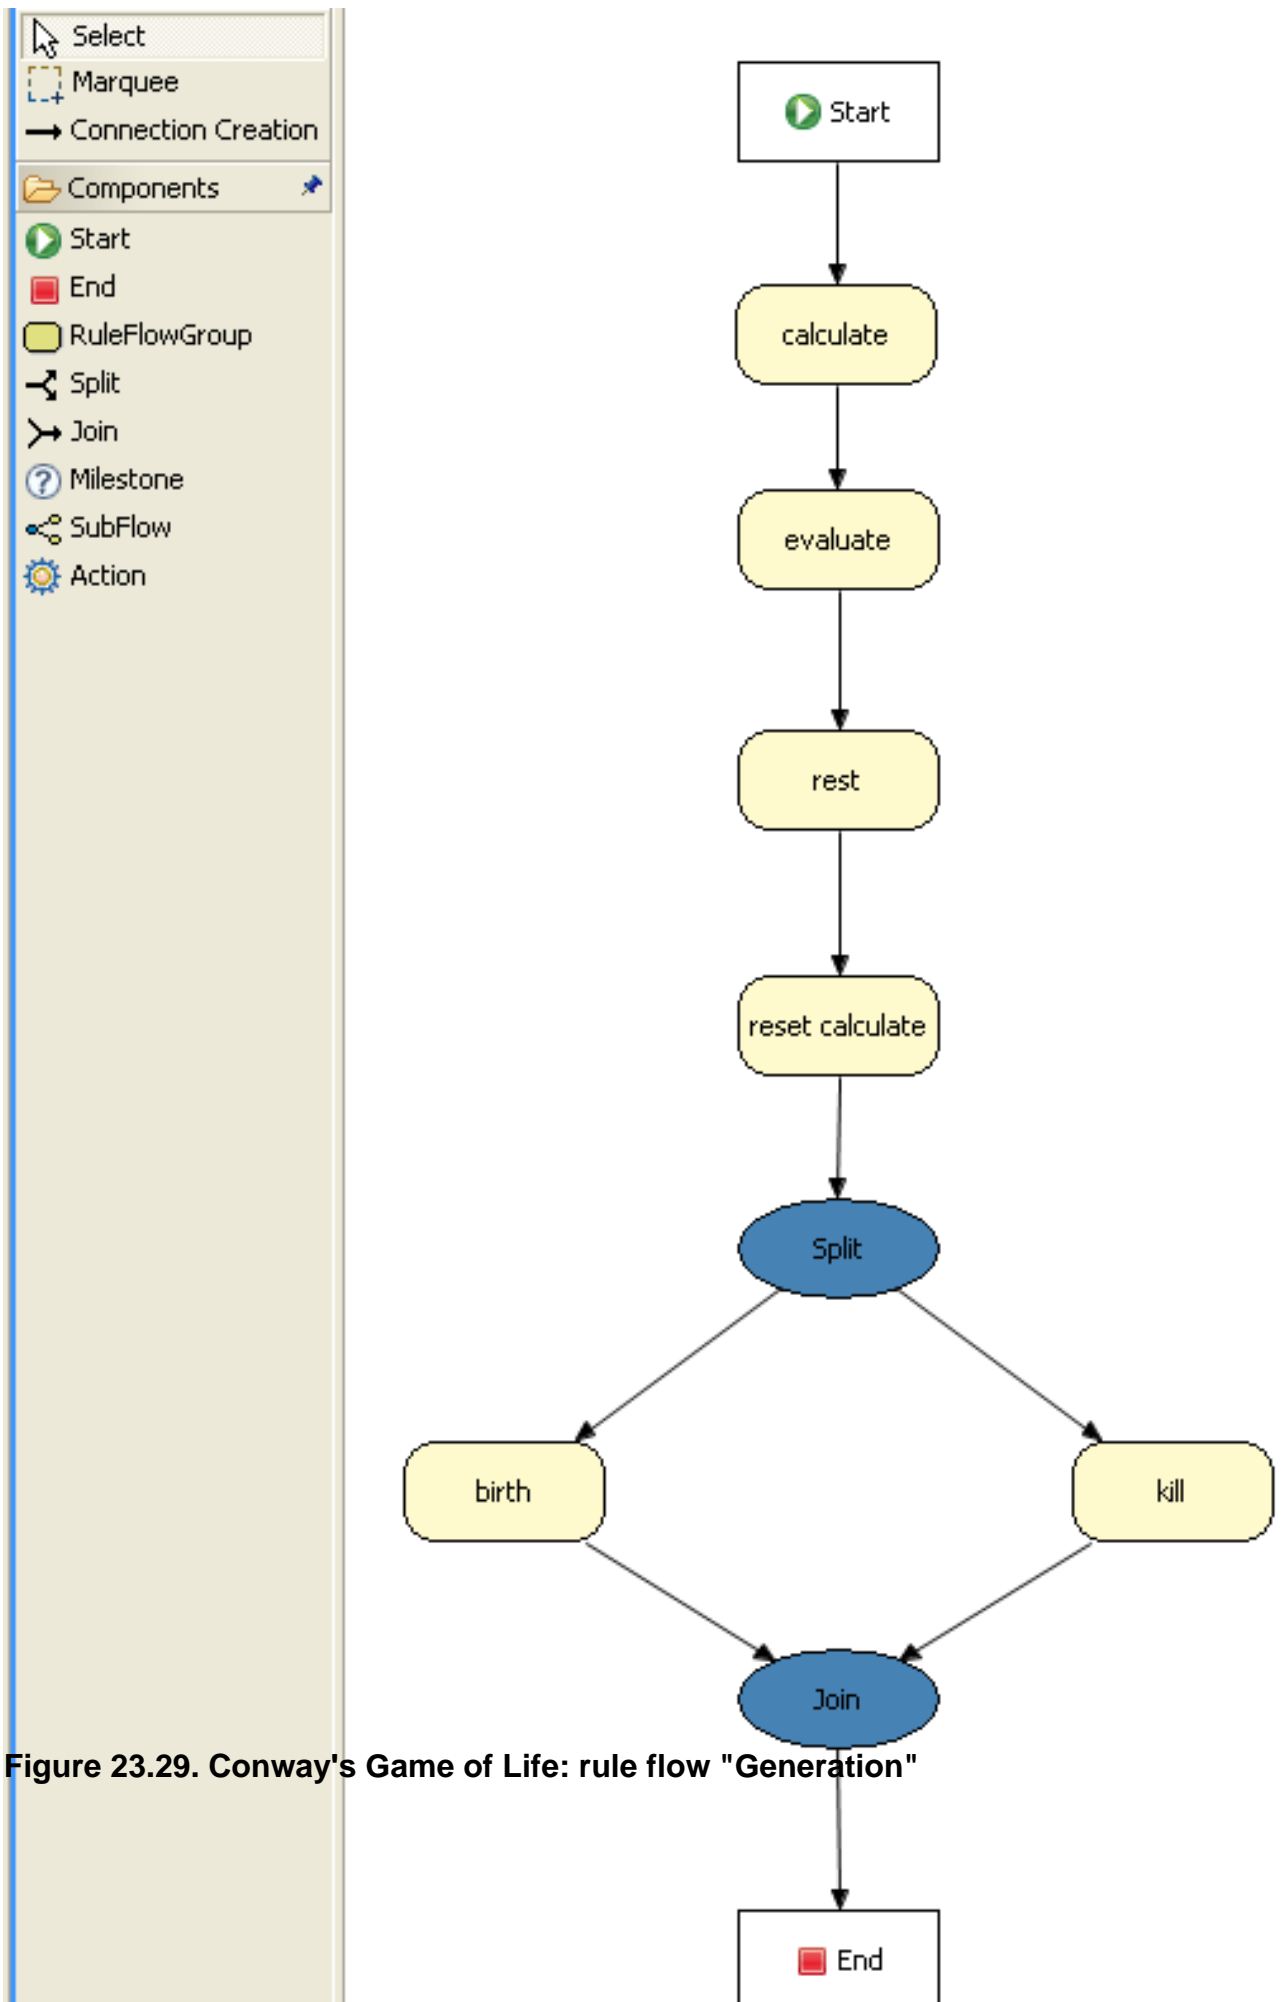 Select
Marquee
Connection Creation
Components
Start
End
RuleFlowGroup
Split
Join
Milestone
SubFlow
Action
Start
calculate
evaluate
rest
reset calculate
Split
birth
kill
Join
Figure 23.29. Conway's Game of Life: rule flow "Generation"
End